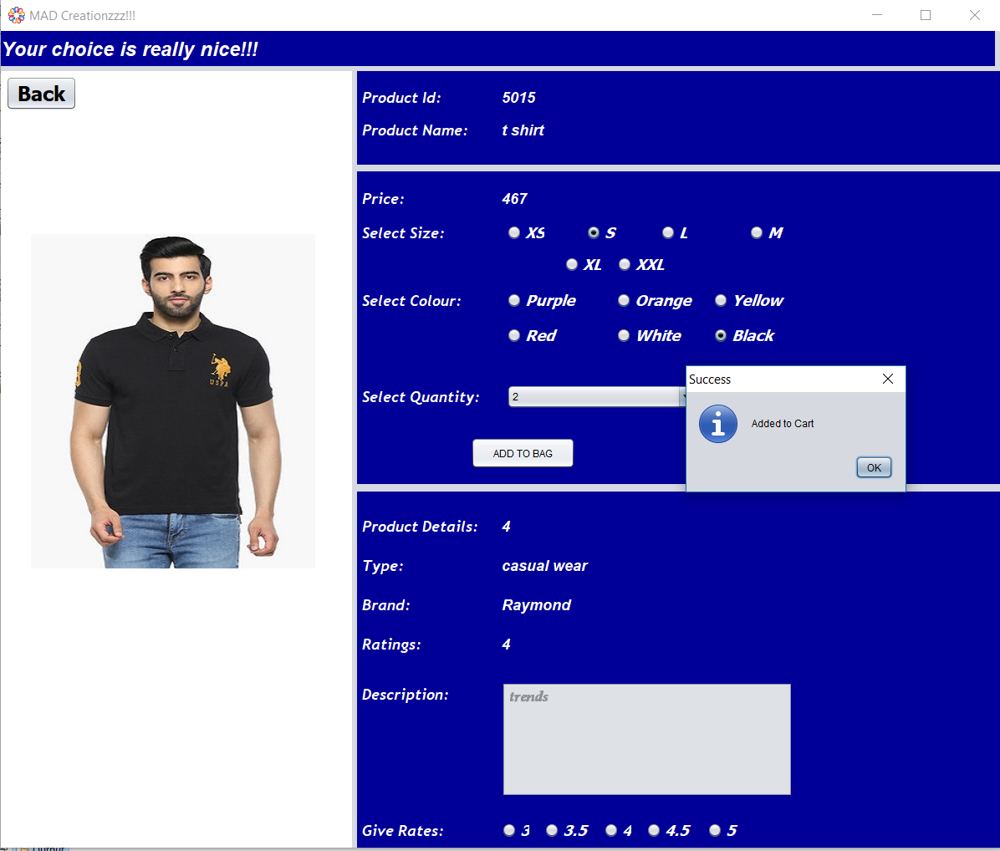 MAD Creationzzz!!!
Your choice is really nice!!!
Back
Product Id: 5015
Product Name: t shirt
Price: 467
Select Size: XS S L M
XL XXL
Select Colour: Purple Orange Yellow
Red White Black
Select Quantity: 2
ADD TO BAG
Success
Added to Cart
OK
USPA
Product Details: 4
Type: casual wear
Brand: Raymond
Ratings: 4
Description: trends
Give Rates: 3 3.5 4 4.5 5